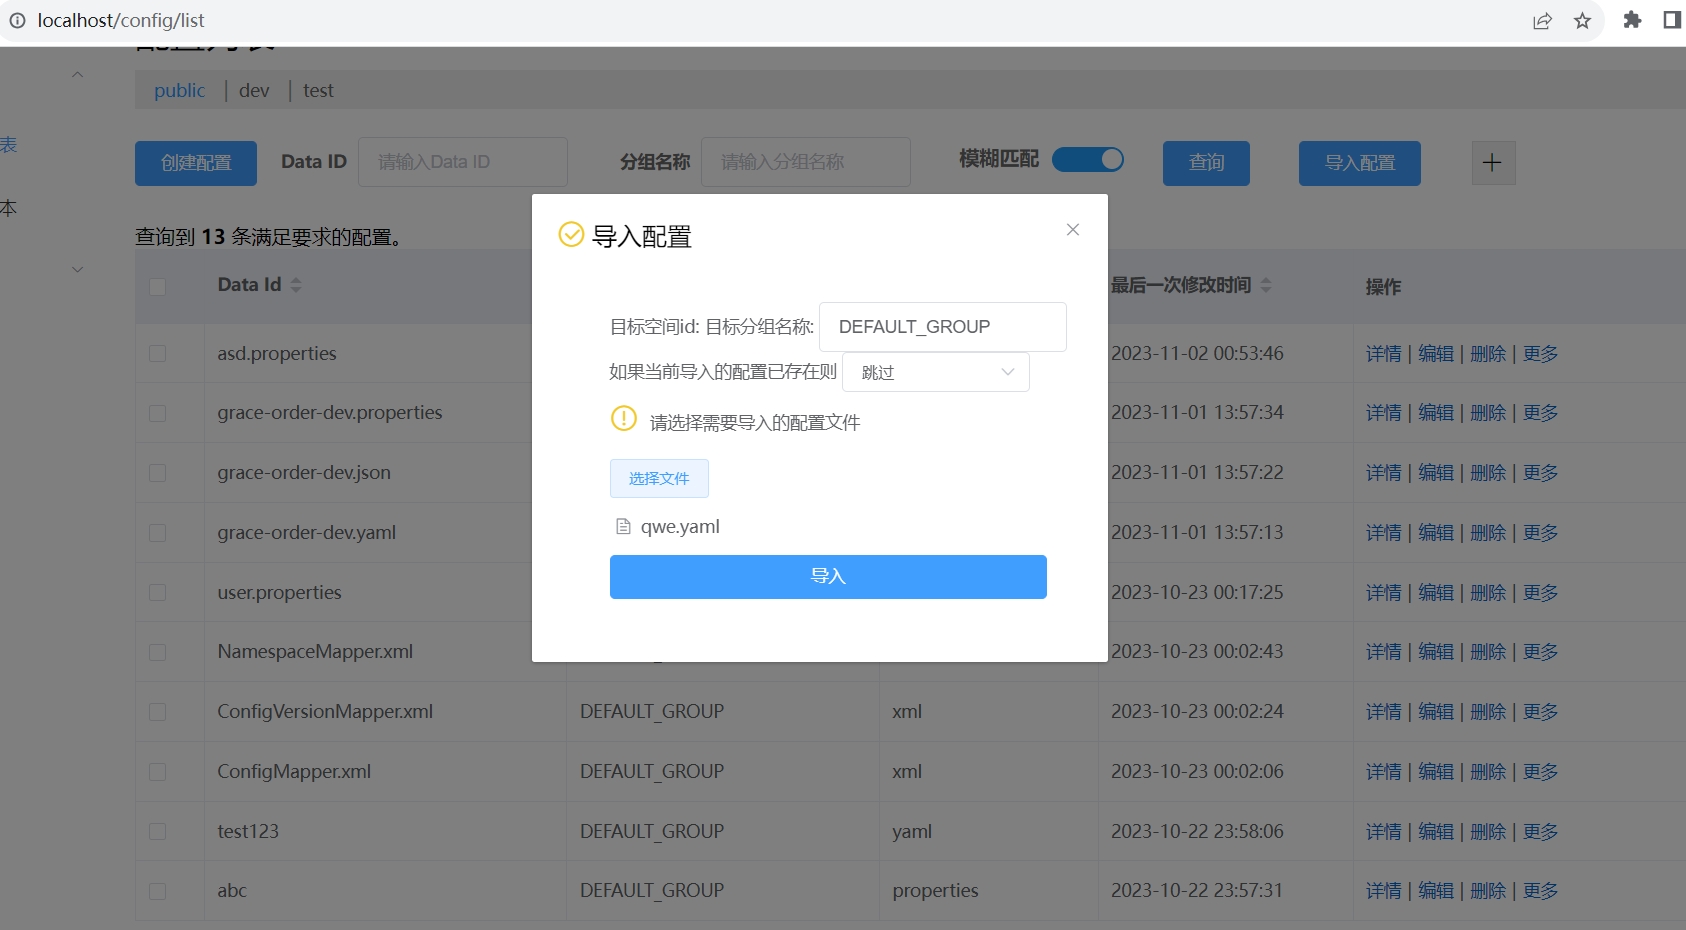 localhost/config/list
配置列表
public | dev | test
表
创建配置 Data ID 请输入Data ID 分组名称 请输入分组名称 模糊匹配 查询 导入配置 +
本
查询到 13 条满足要求的配置。
Data Id 最后一次修改时间 操作
导入配置
目标空间id: 目标分组名称: DEFAULT_GROUP
如果当前导入的配置已存在则 跳过
请选择需要导入的配置文件
选择文件
qwe.yaml
导入
asd.properties 2023-11-02 00:53:46 详情 | 编辑 | 删除 | 更多
grace-order-dev.properties 2023-11-01 13:57:34 详情 | 编辑 | 删除 | 更多
grace-order-dev.json 2023-11-01 13:57:22 详情 | 编辑 | 删除 | 更多
grace-order-dev.yaml 2023-11-01 13:57:13 详情 | 编辑 | 删除 | 更多
user.properties 2023-10-23 00:17:25 详情 | 编辑 | 删除 | 更多
NamespaceMapper.xml 2023-10-23 00:02:43 详情 | 编辑 | 删除 | 更多
ConfigVersionMapper.xml DEFAULT_GROUP xml 2023-10-23 00:02:24 详情 | 编辑 | 删除 | 更多
ConfigMapper.xml DEFAULT_GROUP xml 2023-10-23 00:02:06 详情 | 编辑 | 删除 | 更多
test123 DEFAULT_GROUP yaml 2023-10-22 23:58:06 详情 | 编辑 | 删除 | 更多
abc DEFAULT_GROUP properties 2023-10-22 23:57:31 详情 | 编辑 | 删除 | 更多